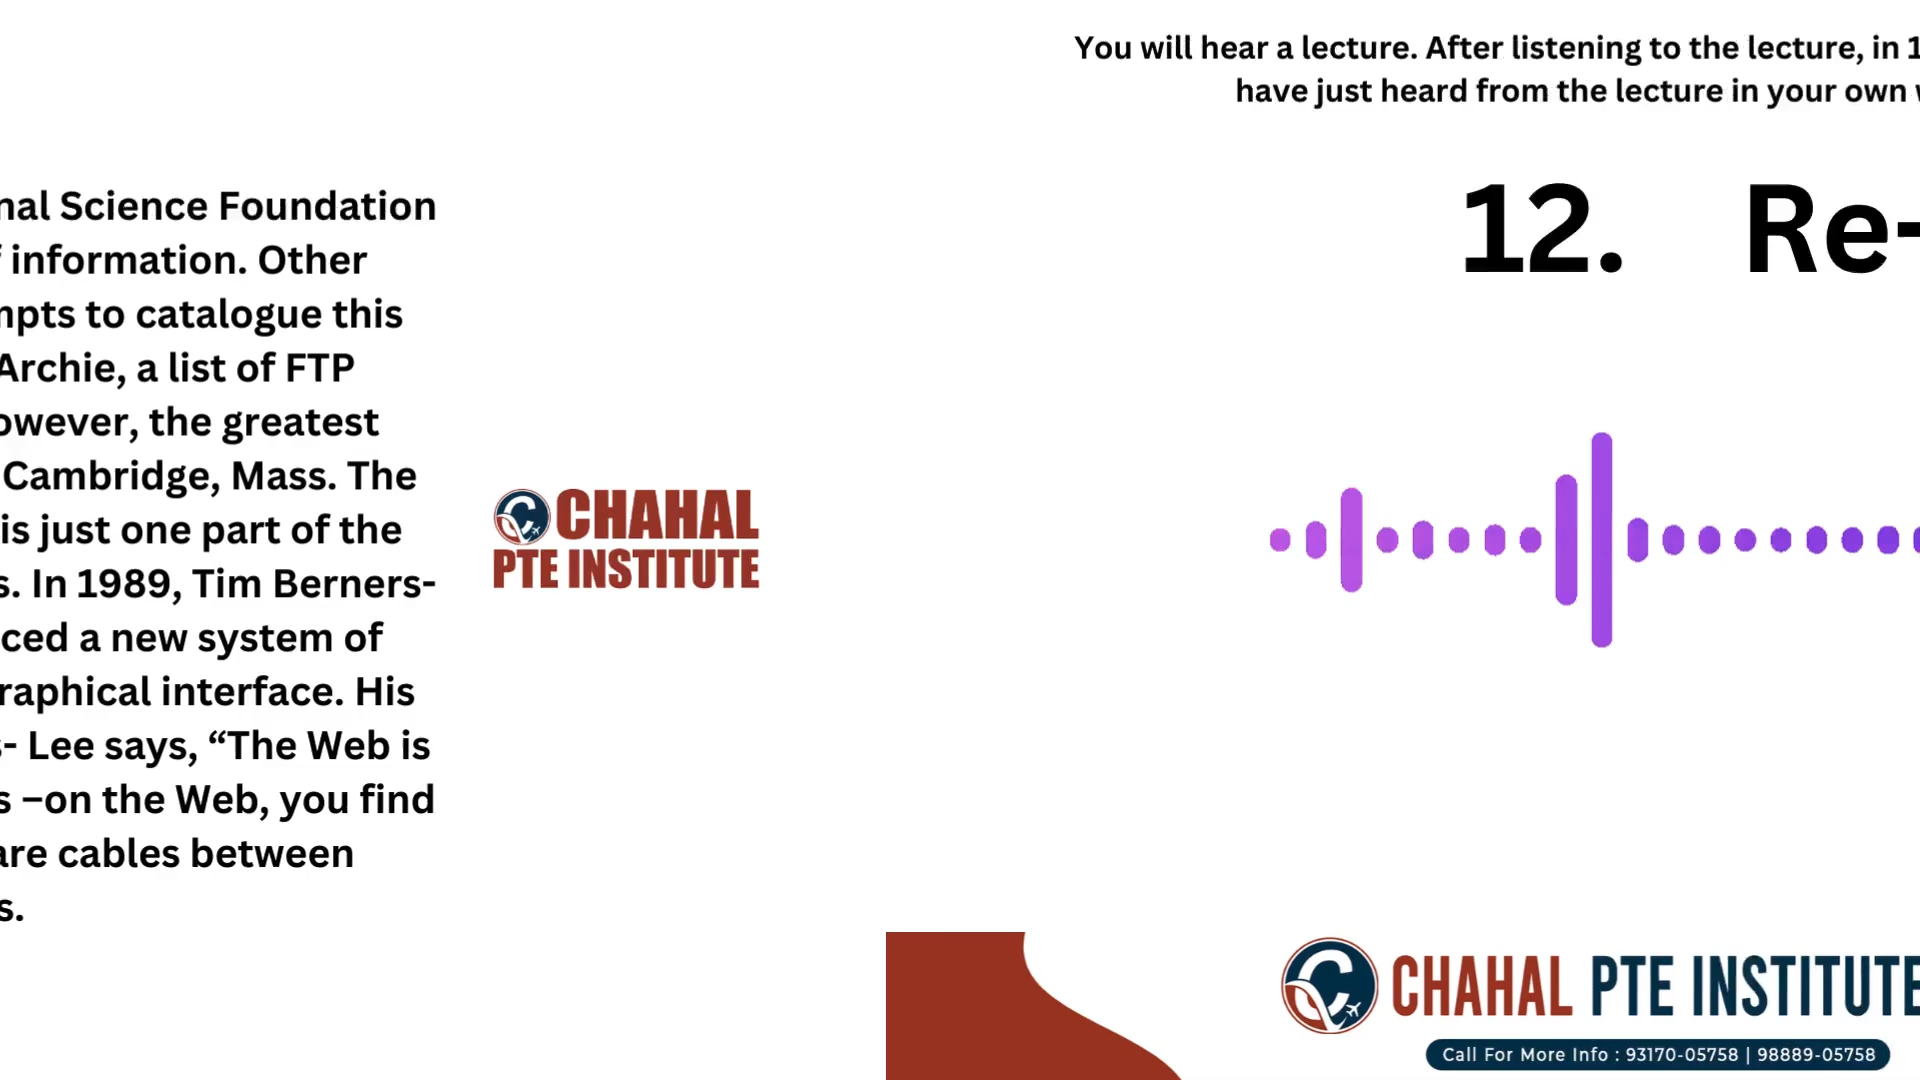 nal Science Foundation
information. Other
mpts to catalogue this
Archie, a list of FTP
owever, the greatest
Cambridge, Mass. The
is just one part of the
s. In 1989, Tim Berners-
ced a new system of
raphical interface. His
s- Lee says, “The Web is
s –on the Web, you find
are cables between
s.
CHAHAL
PTE INSTITUTE
You will hear a lecture. After listening to the lecture, in 1
have just heard from the lecture in your own
12. Re-
CHAHAL PTE INSTITUTE
Call For More Info : 93170-05758 | 98889-05758